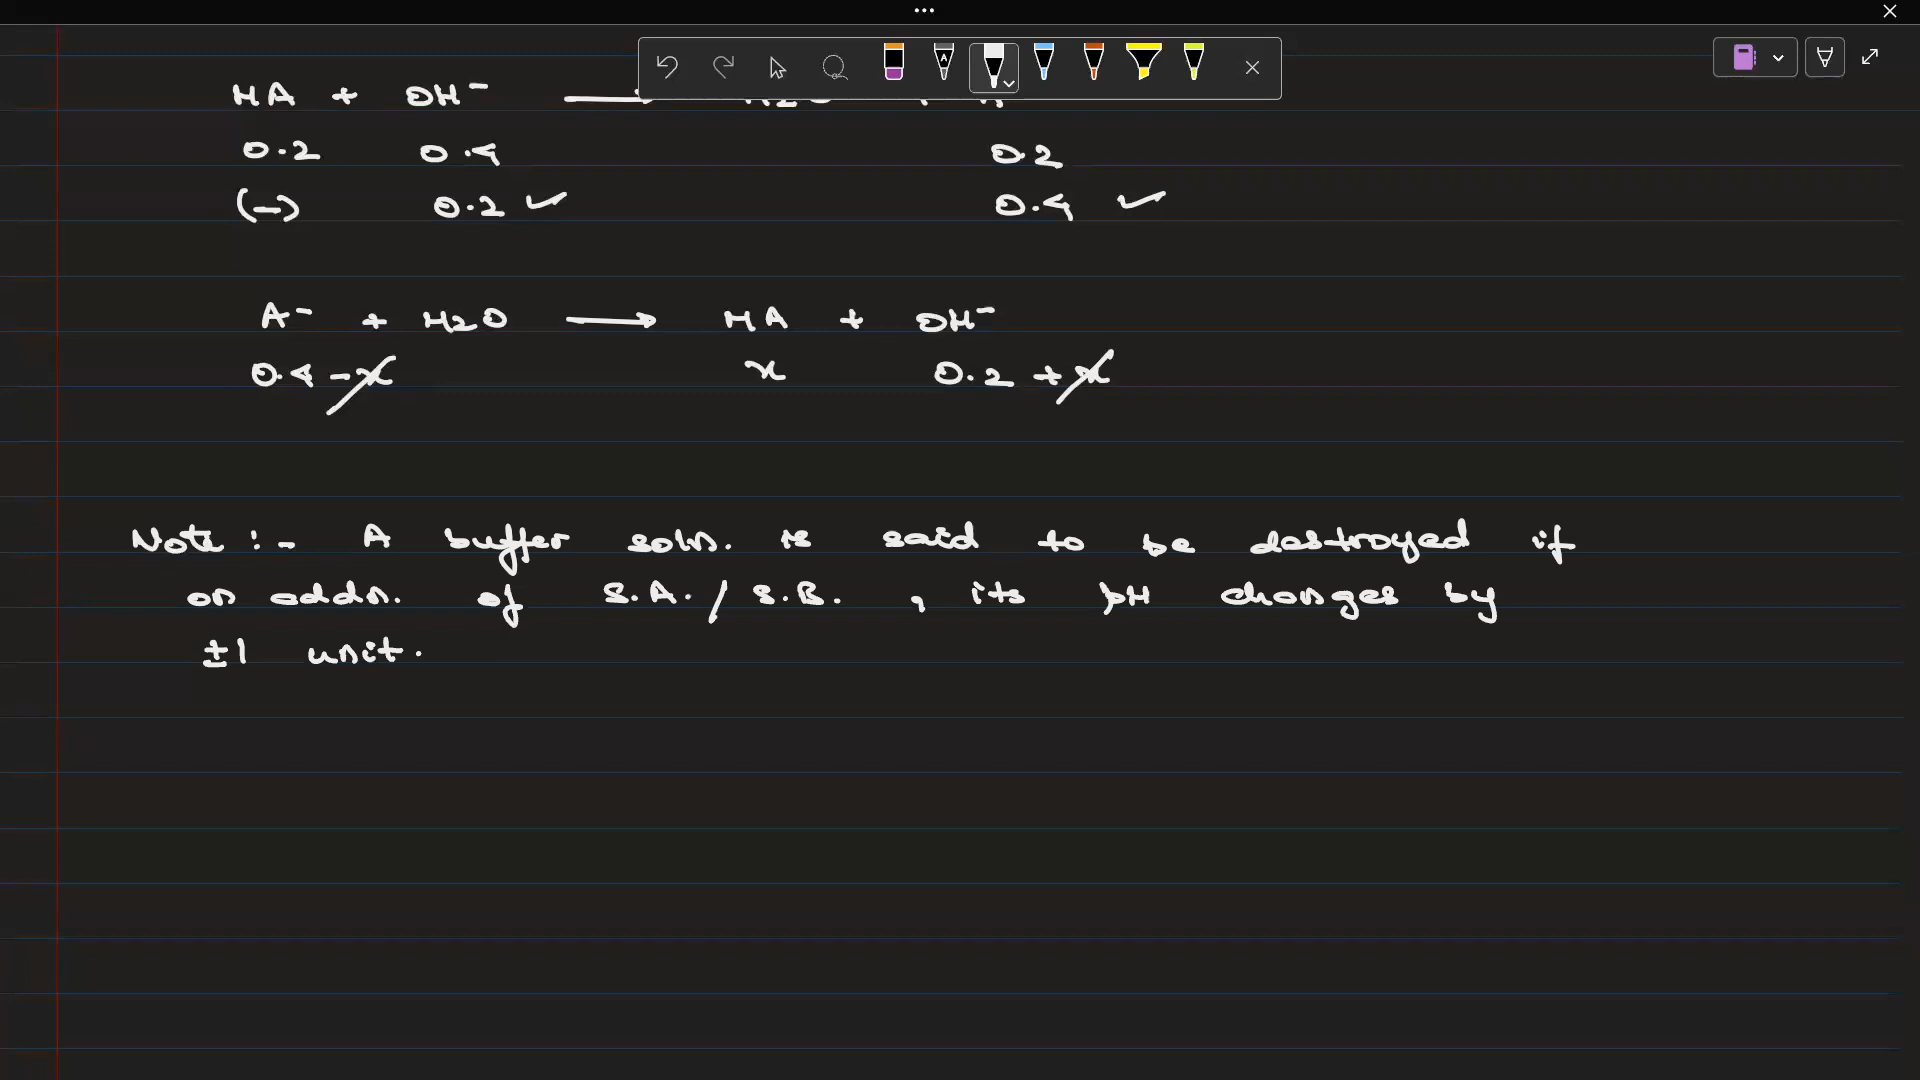 HA + OH⁻ ⟶ H2O +
0.2 0.4 0.2
(-) 0.2 ✓ 0.4 ✓
A⁻ + H2O ⟶ HA + OH⁻
0.4 - x x 0.2 + x
Note :- A buffer soln. is said to be destroyed if
on addn. of S.A. / S.B. , its pH changes by
±1 unit.